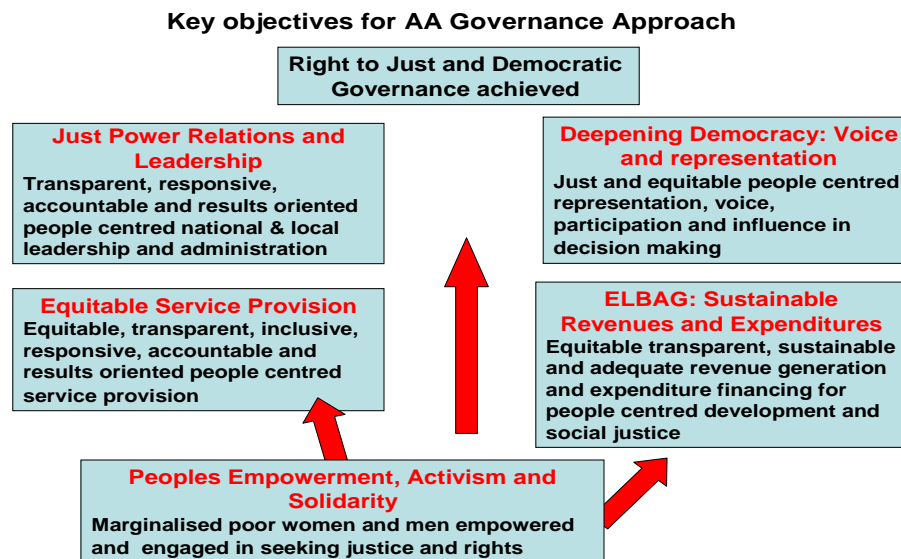 Key objectives for AA Governance Approach
Right to Just and Democratic
Governance achieved
Just Power Relations and
Leadership
Transparent, responsive,
accountable and results oriented
people centred national & local
leadership and administration
Deepening Democracy: Voice
and representation
Just and equitable people centred
representation, voice,
participation and influence in
decision making
Equitable Service Provision
Equitable, transparent, inclusive,
responsive, accountable and
results oriented people centred
service provision
ELBAG: Sustainable
Revenues and Expenditures
Equitable transparent, sustainable
and adequate revenue generation
and expenditure financing for
people centred development and
social justice
Peoples Empowerment, Activism and
Solidarity
Marginalised poor women and men empowered
and engaged in seeking justice and rights